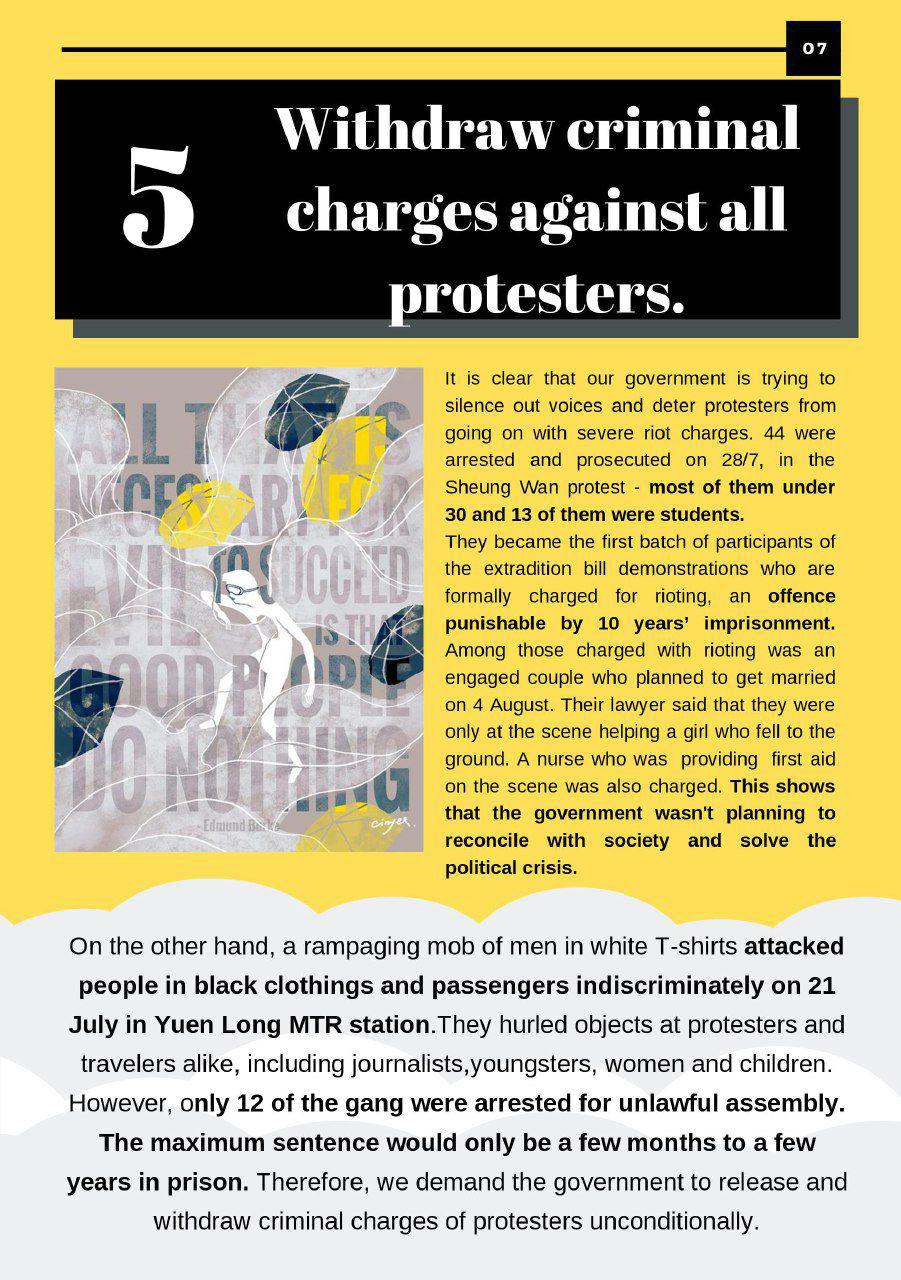 07
5
Withdraw criminal
charges against all
protesters.
ALL THAT IS
NECESSARY FOR
EVIL TO SUCCEED
IS THAT
GOOD PEOPLE
DO NOTHING
- Edmund Burke
cinyee.
It is clear that our government is trying to
silence out voices and deter protesters from
going on with severe riot charges. 44 were
arrested and prosecuted on 28/7, in the
Sheung Wan protest - most of them under
30 and 13 of them were students.
They became the first batch of participants of
the extradition bill demonstrations who are
formally charged for rioting, an offence
punishable by 10 years’ imprisonment.
Among those charged with rioting was an
engaged couple who planned to get married
on 4 August. Their lawyer said that they were
only at the scene helping a girl who fell to the
ground. A nurse who was providing first aid
on the scene was also charged. This shows
that the government wasn't planning to
reconcile with society and solve the
political crisis.
On the other hand, a rampaging mob of men in white T-shirts attacked
people in black clothings and passengers indiscriminately on 21
July in Yuen Long MTR station.They hurled objects at protesters and
travelers alike, including journalists,youngsters, women and children.
However, only 12 of the gang were arrested for unlawful assembly.
The maximum sentence would only be a few months to a few
years in prison. Therefore, we demand the government to release and
withdraw criminal charges of protesters unconditionally.